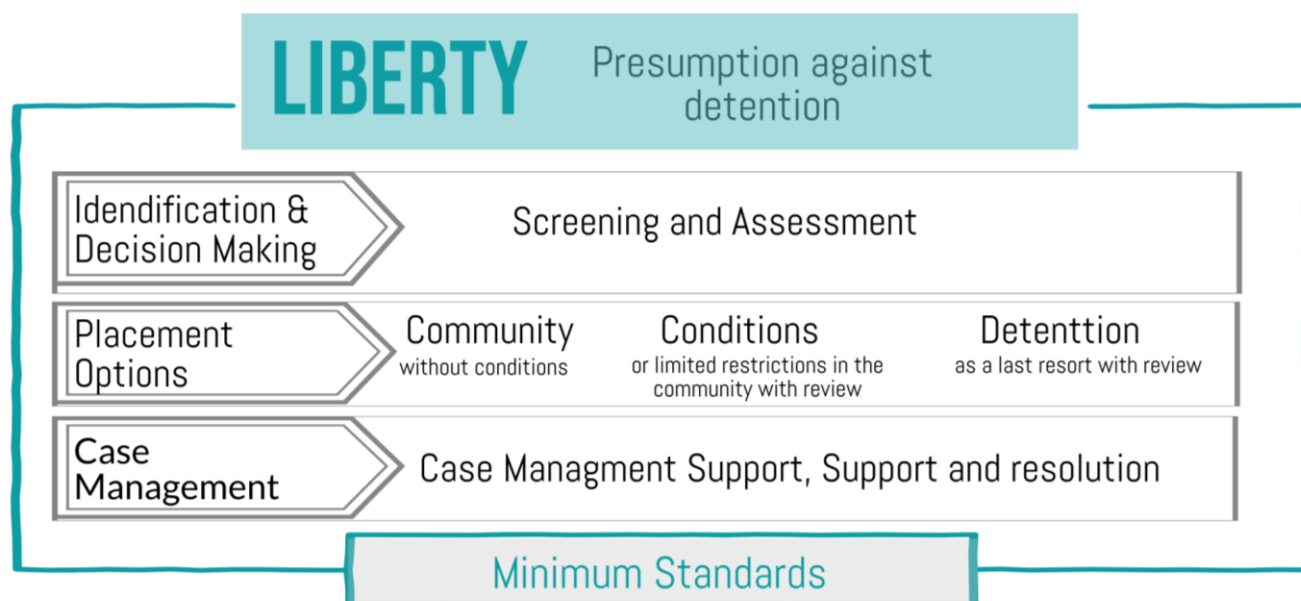 LIBERTY
Presumption against
detention
Idendification &
Decision Making
Screening and Assessment
Placement
Options
Community
without conditions
Conditions
or limited restrictions in the
community with review
Detenttion
as a last resort with review
Case
Management
Case Managment Support, Support and resolution
Minimum Standards